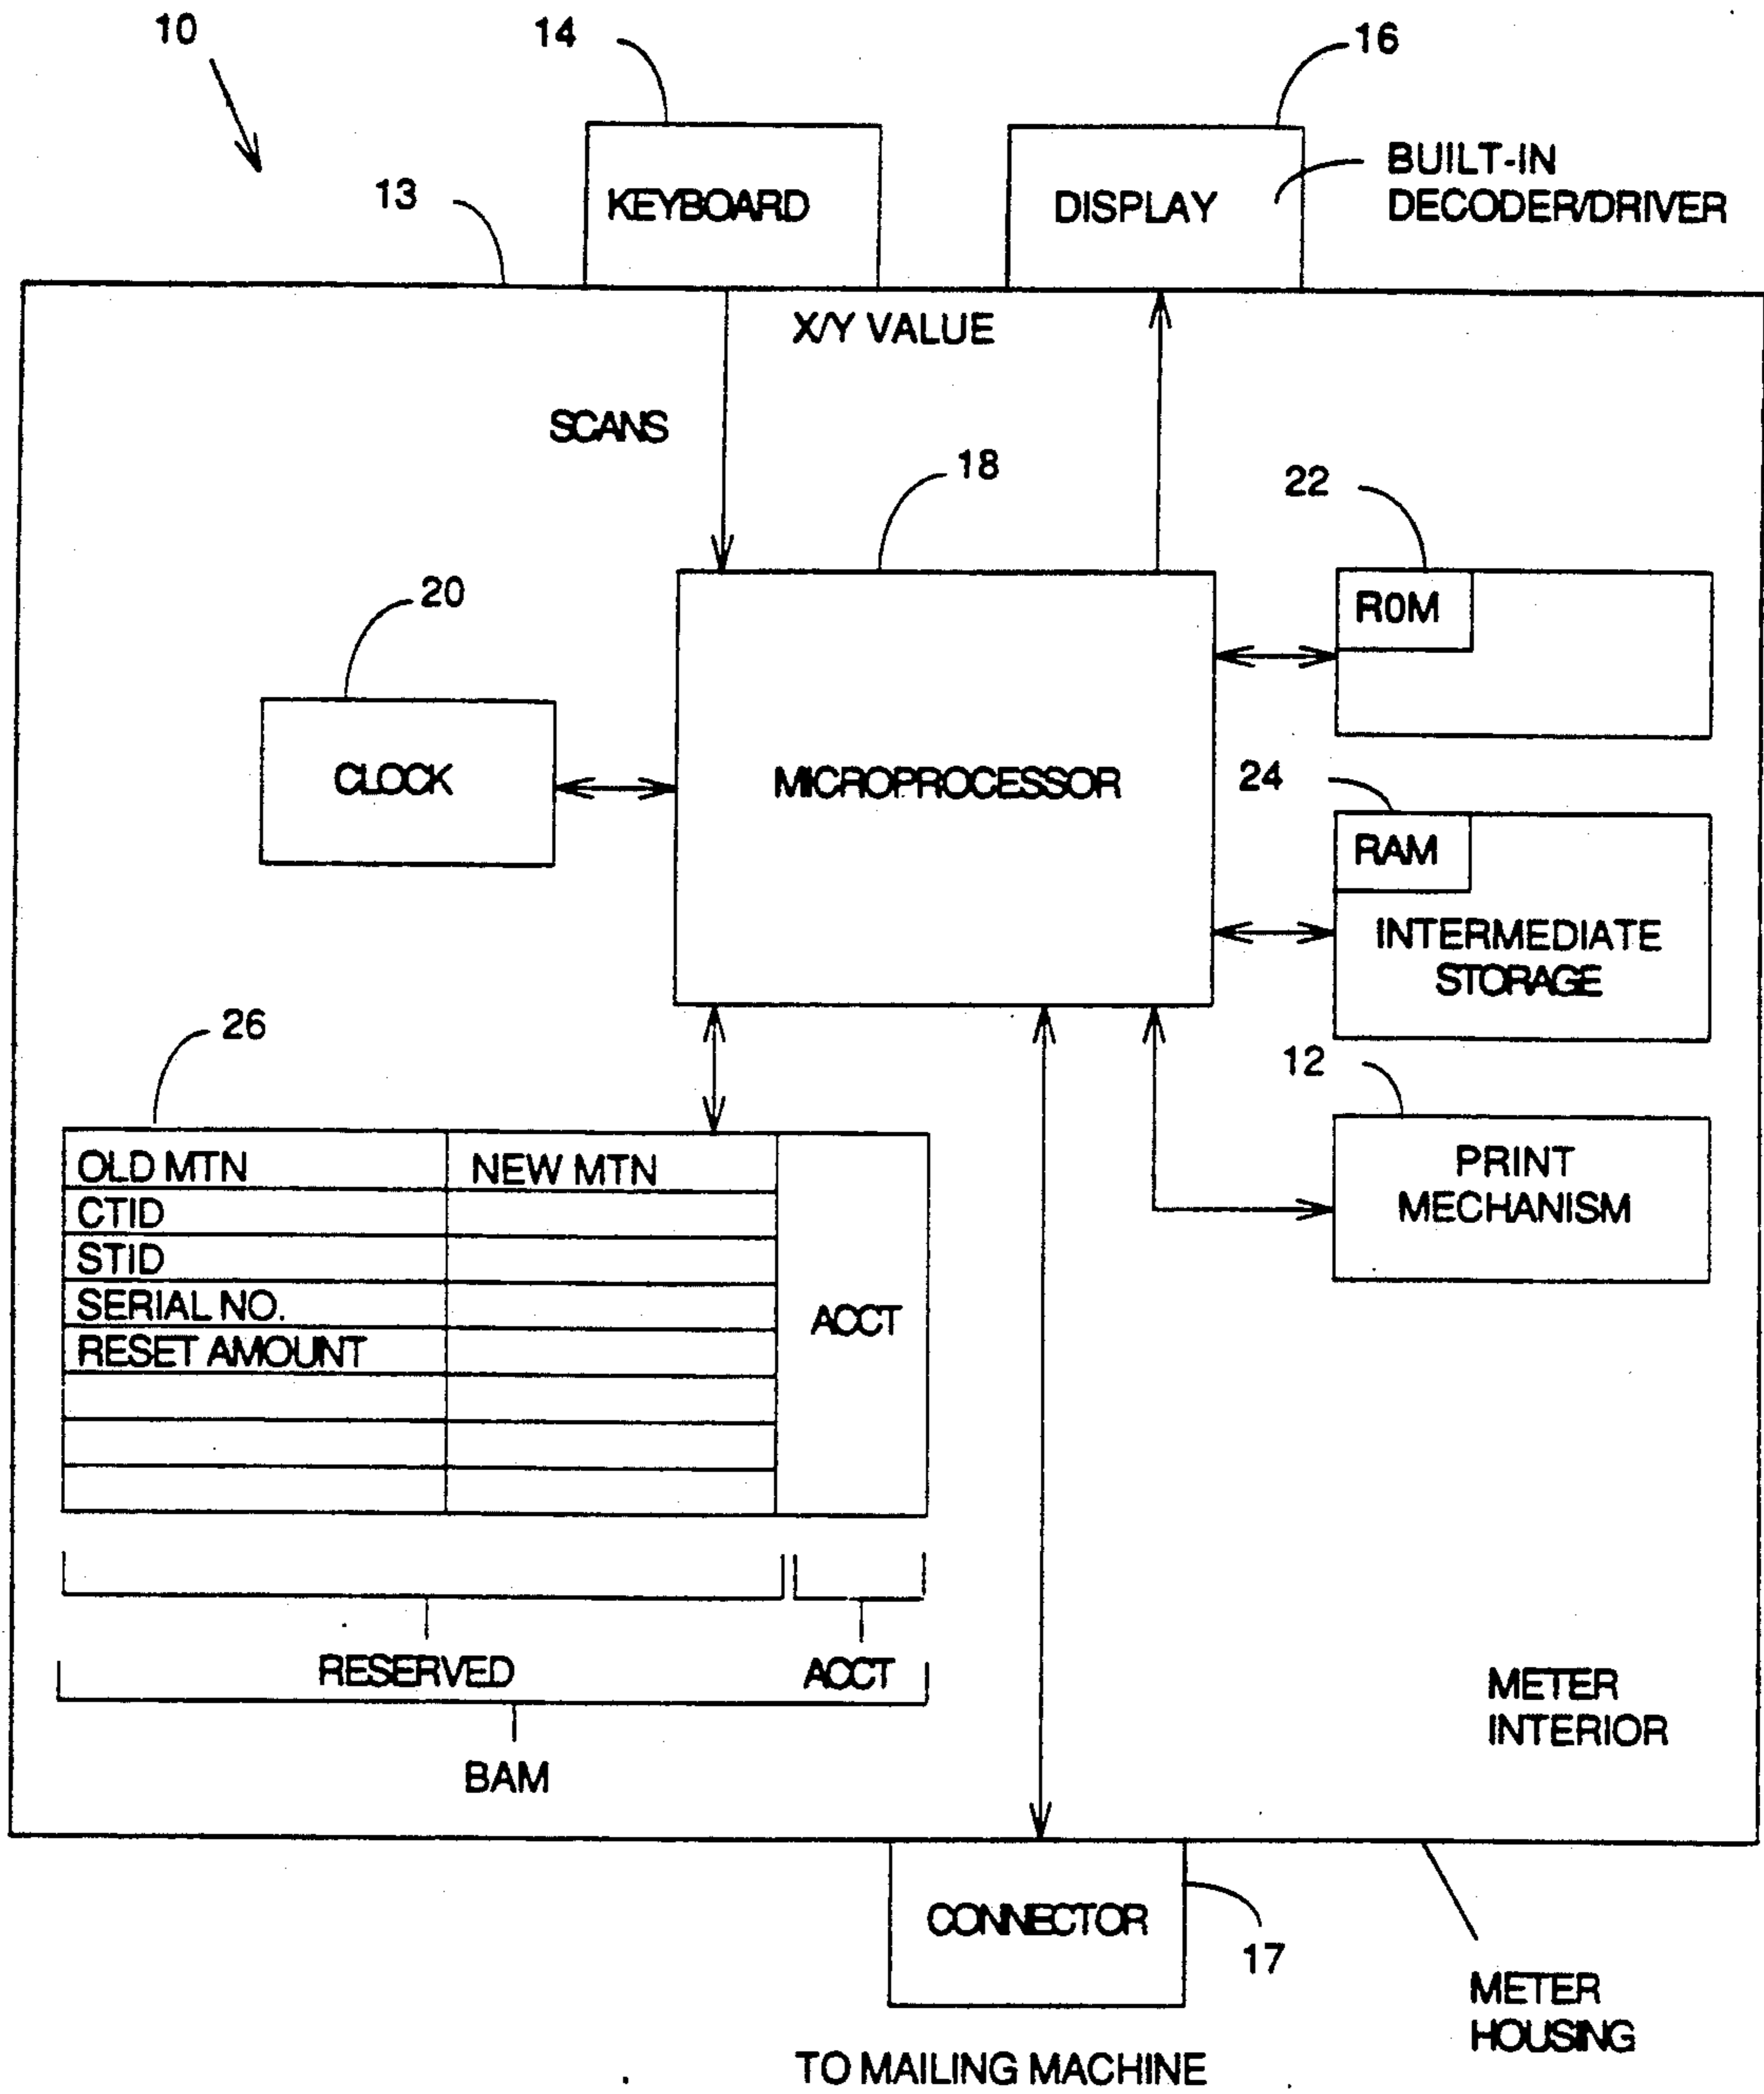 10
14
16
13
KEYBOARD
DISPLAY
BUILT-IN
DECODER/DRIVER
X/Y VALUE
SCANS
18
22
20
R0M
CLOCK
MICROPROCESSOR
24
RAM
INTERMEDIATE
STORAGE
26
12
OLD MTN
NEW MTN
PRINT
MECHANISM
CTID
STID
SERIAL NO.
ACCT
RESET AMOUNT
RESERVED
ACCT
METER
INTERIOR
BAM
CONNECTOR
17
METER
HOUSING
TO MAILING MACHINE